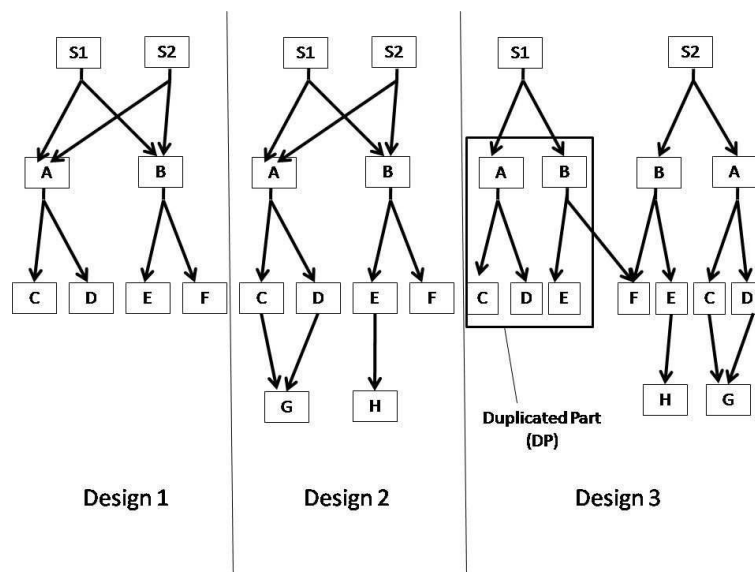 S1 S2 S1 S2 S1 S2
A B A B A B B A
C D E F C D E F C D E F E C D
G H H G
Duplicated Part
(DP)
Design 1 Design 2 Design 3